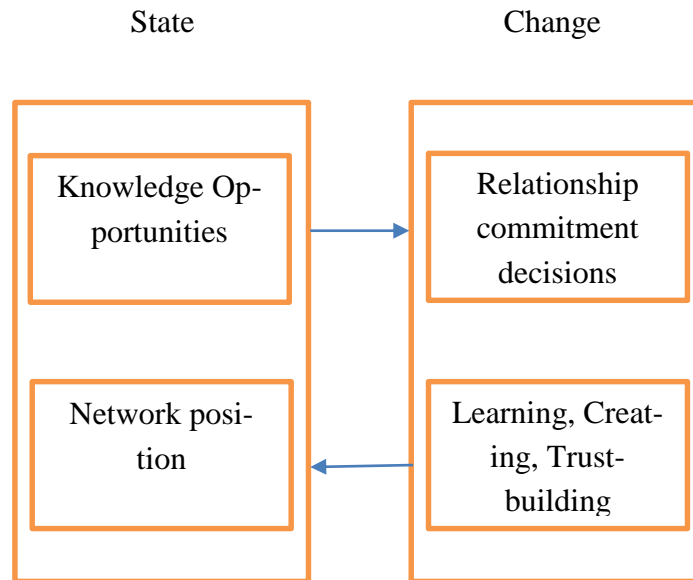 State
Change
Knowledge Op-
portunities
Relationship
commitment
decisions
Network posi-
tion
Learning, Creat-
ing, Trust-
building